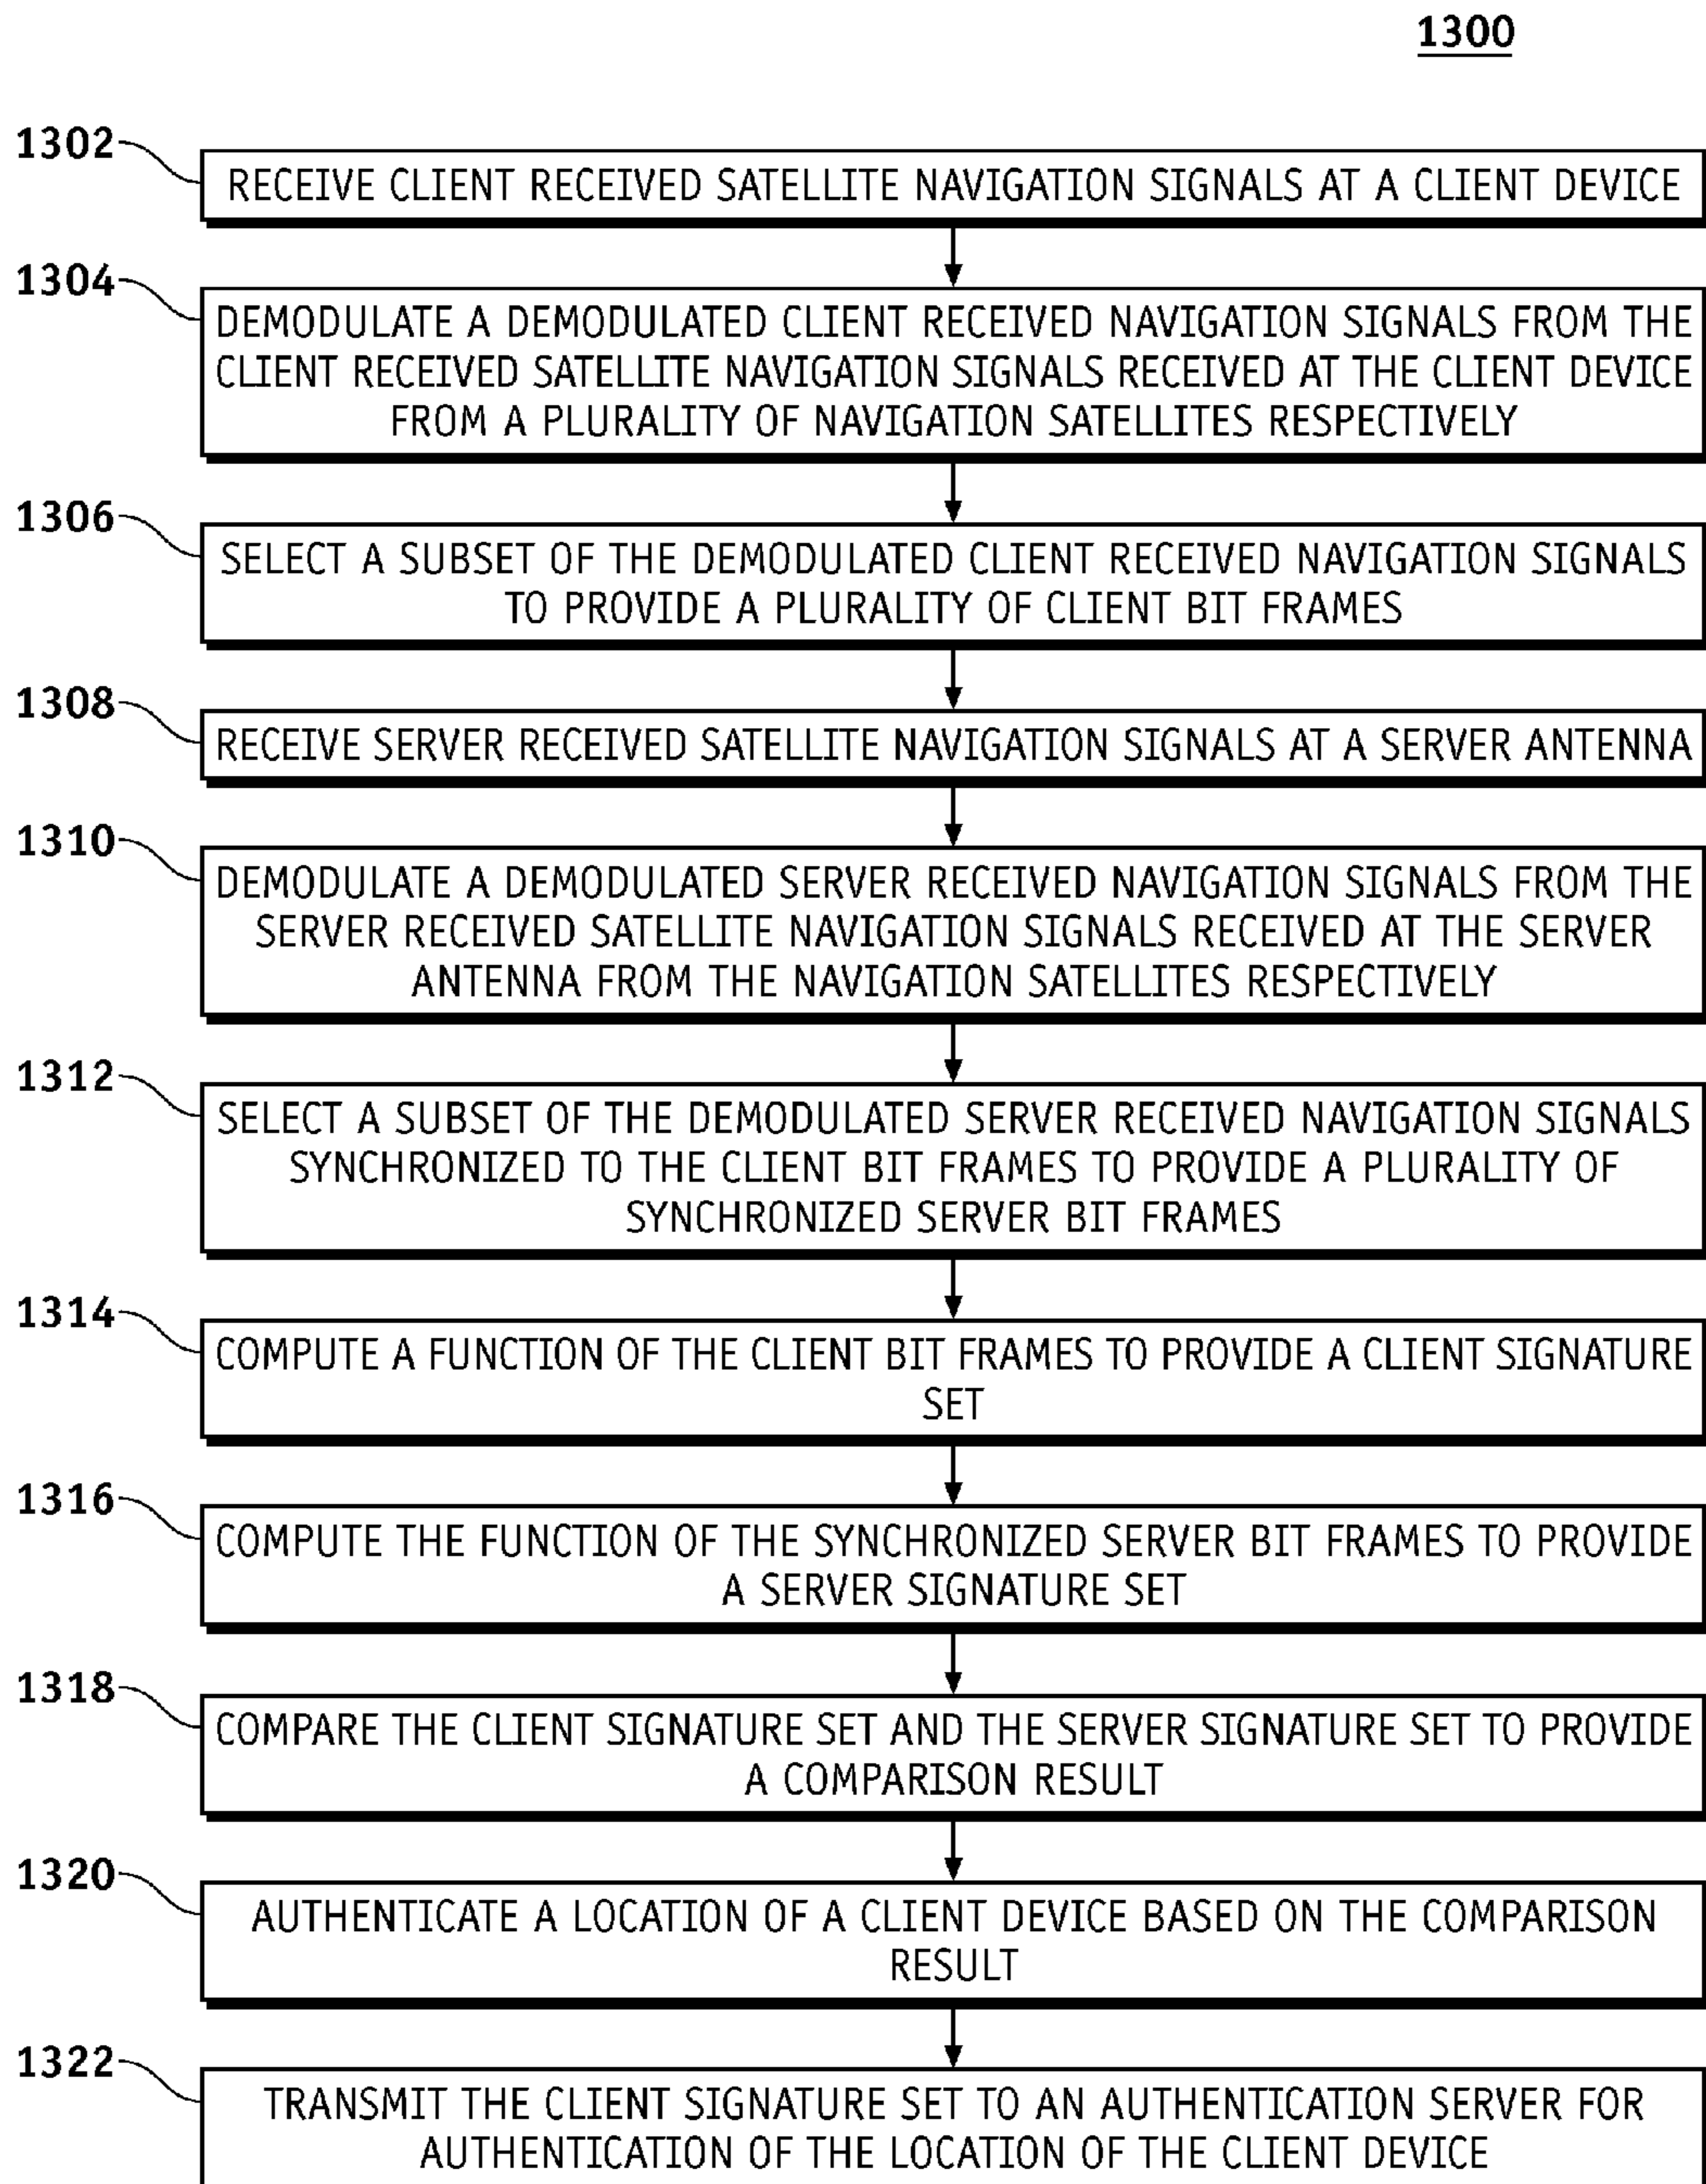 1300
1302
RECEIVE CLIENT RECEIVED SATELLITE NAVIGATION SIGNALS AT A CLIENT DEVICE
1304
DEMODULATE A DEMODULATED CLIENT RECEIVED NAVIGATION SIGNALS FROM THE
CLIENT RECEIVED SATELLITE NAVIGATION SIGNALS RECEIVED AT THE CLIENT DEVICE
FROM A PLURALITY OF NAVIGATION SATELLITES RESPECTIVELY
1306
SELECT A SUBSET OF THE DEMODULATED CLIENT RECEIVED NAVIGATION SIGNALS
TO PROVIDE A PLURALITY OF CLIENT BIT FRAMES
1308
RECEIVE SERVER RECEIVED SATELLITE NAVIGATION SIGNALS AT A SERVER ANTENNA
1310
DEMODULATE A DEMODULATED SERVER RECEIVED NAVIGATION SIGNALS FROM THE
SERVER RECEIVED SATELLITE NAVIGATION SIGNALS RECEIVED AT THE SERVER
ANTENNA FROM THE NAVIGATION SATELLITES RESPECTIVELY
1312
SELECT A SUBSET OF THE DEMODULATED SERVER RECEIVED NAVIGATION SIGNALS
SYNCHRONIZED TO THE CLIENT BIT FRAMES TO PROVIDE A PLURALITY OF
SYNCHRONIZED SERVER BIT FRAMES
1314
COMPUTE A FUNCTION OF THE CLIENT BIT FRAMES TO PROVIDE A CLIENT SIGNATURE
SET
1316
COMPUTE THE FUNCTION OF THE SYNCHRONIZED SERVER BIT FRAMES TO PROVIDE
A SERVER SIGNATURE SET
1318
COMPARE THE CLIENT SIGNATURE SET AND THE SERVER SIGNATURE SET TO PROVIDE
A COMPARISON RESULT
1320
AUTHENTICATE A LOCATION OF A CLIENT DEVICE BASED ON THE COMPARISON
RESULT
1322
TRANSMIT THE CLIENT SIGNATURE SET TO AN AUTHENTICATION SERVER FOR
AUTHENTICATION OF THE LOCATION OF THE CLIENT DEVICE